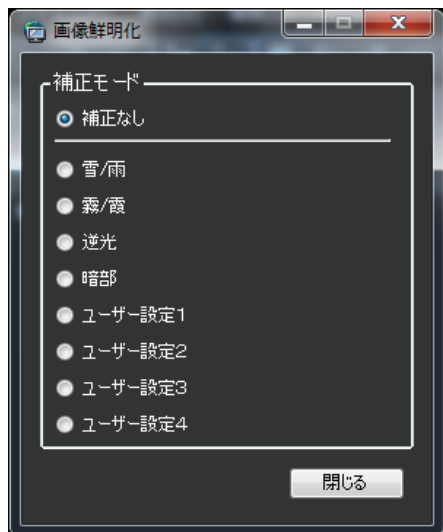 画像鮮明化
補正モード
補正なし
雪/雨
霧/霞
逆光
暗部
ユーザー設定1
ユーザー設定2
ユーザー設定3
ユーザー設定4
閉じる